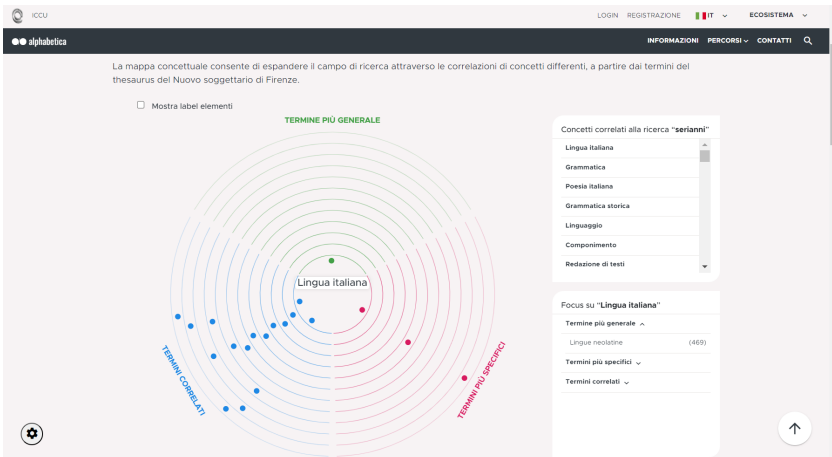 ICCU
LOGIN REGISTRAZIONE IT ECOSISTEMA
alphabetica
INFORMAZIONI PERCORSI CONTATTI
La mappa concettuale consente di espandere il campo di ricerca attraverso le correlazioni di concetti differenti, a partire dai termini del
thesaurus del Nuovo soggettario di Firenze.
Mostra label elementi
TERMINE PIÙ GENERALE
Lingua italiana
TERMINI CORRELATI
TERMINI PIÙ SPECIFICI
Concetti correlati alla ricerca "serianni"
Lingua italiana
Grammatica
Poesia italiana
Grammatica storica
Linguaggio
Componimento
Redazione di testi
Focus su "Lingua italiana"
Termine più generale
Lingue neolatine (469)
Termini più specifici
Termini correlati